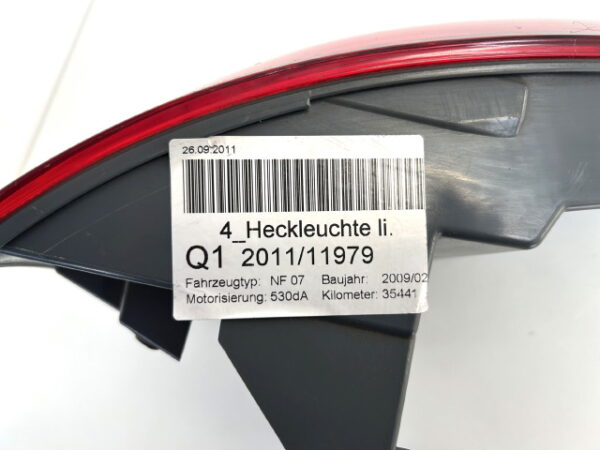 26.09.2011
4_Heckleuchte li.
Q1 2011/11979
Fahrzeugtyp: NF 07 Baujahr: 2009/02
Motorisierung: 530dA Kilometer: 35441